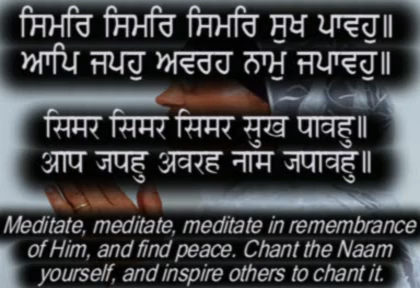 ਸਿਮਰਿ ਸਿਮਰਿ ਸਿਮਰਿ ਸੁਖ ਪਾਵਹੁ॥
ਆਪਿ ਜਪਹੁ ਅਵਰਹ ਨਾਮੁ ਜਪਾਵਹੁ॥
सिमर सिमर सिमर सुख पावहु॥
आप जपहु अवरह नाम जपावहु॥
Meditate, meditate, meditate in remembrance
of Him, and find peace. Chant the Naam
yourself, and inspire others to chant it.